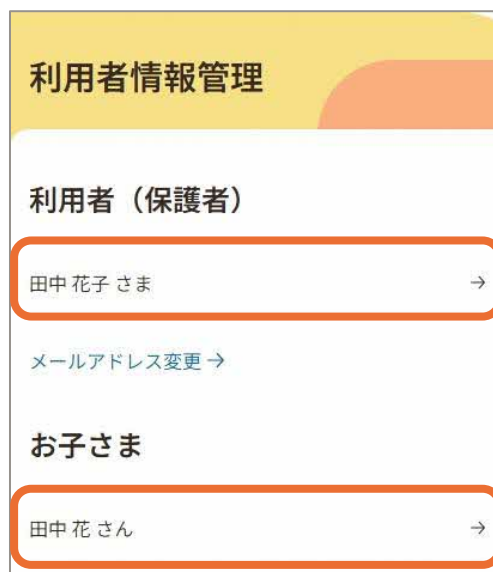 利用者情報管理
利用者（保護者）
田中 花子 さま →
メールアドレス変更 →
お子さま
田中 花 さん →